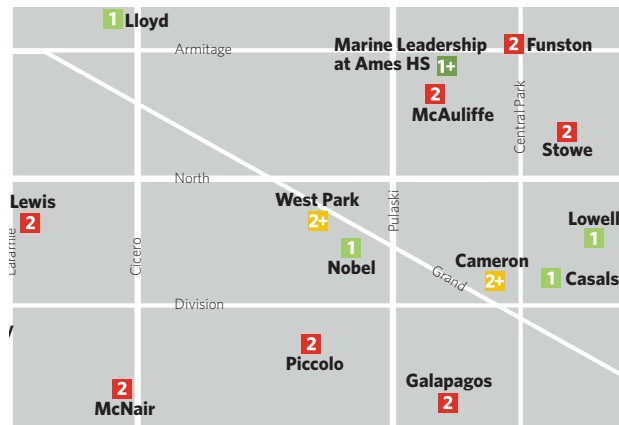 1 Lloyd
Armitage
Marine Leadership
at Ames HS
1+
2 Funston
2
McAuliffe
Central Park
2
Stowe
North
Lewis
2
Laramie
Cicero
West Park
2+
1
Nobel
Pulaski
Grand
Cameron
2+
Lowell
1
1 Casals
Division
2
Piccolo
2
McNair
Galapagos
2